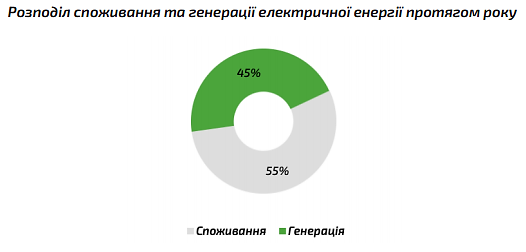 Розподіл споживання та генерації електричної енергії протягом року
45%
55%
Споживання Генерація